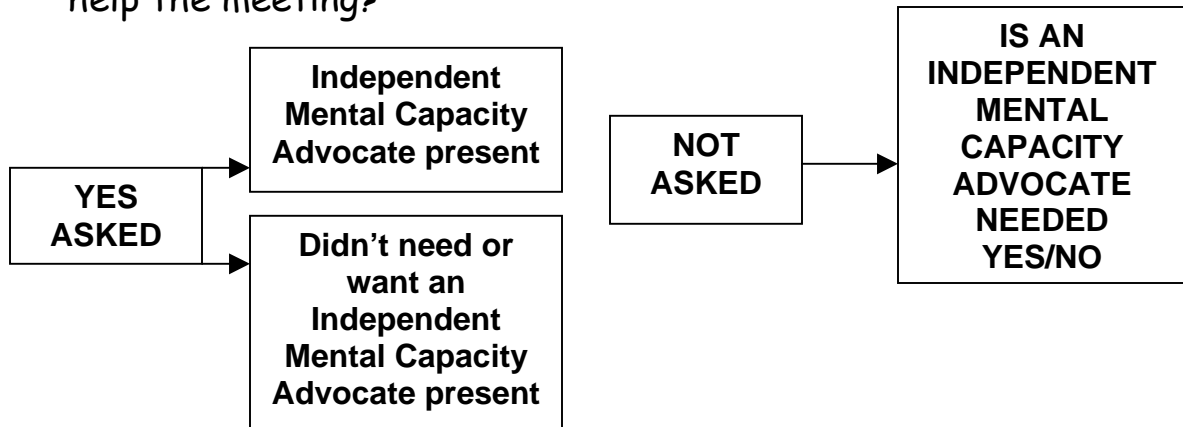 help the meeting?
YES
ASKED
Independent
Mental Capacity
Advocate present
Didn’t need or
want an
Independent
Mental Capacity
Advocate present
NOT
ASKED
IS AN
INDEPENDENT
MENTAL
CAPACITY
ADVOCATE
NEEDED
YES/NO